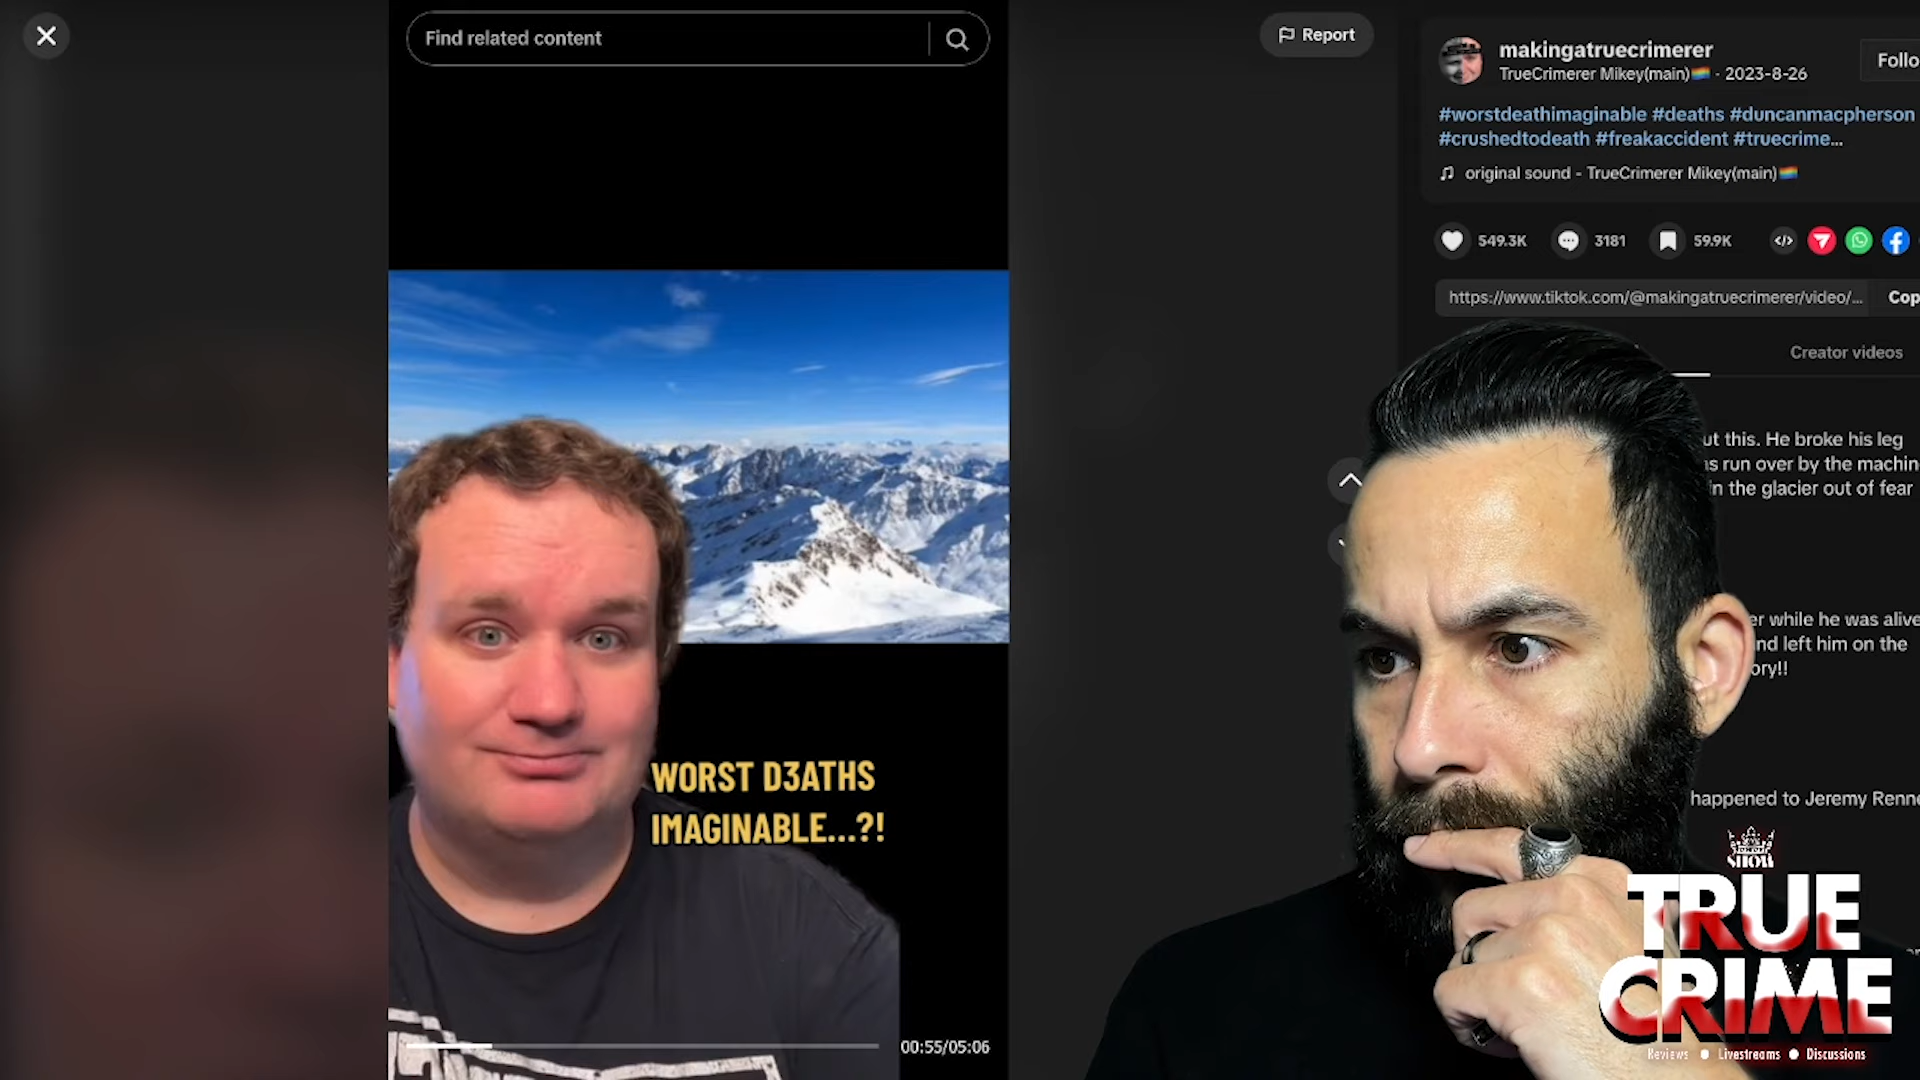 Find related content
Report
makingatruecrimerer
TrueCrimerer Mikey(main)🏳️‍🌈 · 2023-8-26
Follo
#worstdeathimaginable #deaths #duncanmacpherson
#crushedtodeath #freakaccident #truecrime...
original sound - TrueCrimerer Mikey(main)🏳️‍🌈
549.3K 3181 59.9K
https://www.tiktok.com/@makingatruecrimerer/video/...
Cop
Creator videos
ut this. He broke his leg
s run over by the machin
in the glacier out of fear
er while he was alive
nd left him on the
ory!!
happened to Jeremy Renne
WORST D3ATHS
IMAGINABLE...?!
00:55/05:06
SHOW
TRUE
CRIME
Reviews ● Livestreams ● Discussions